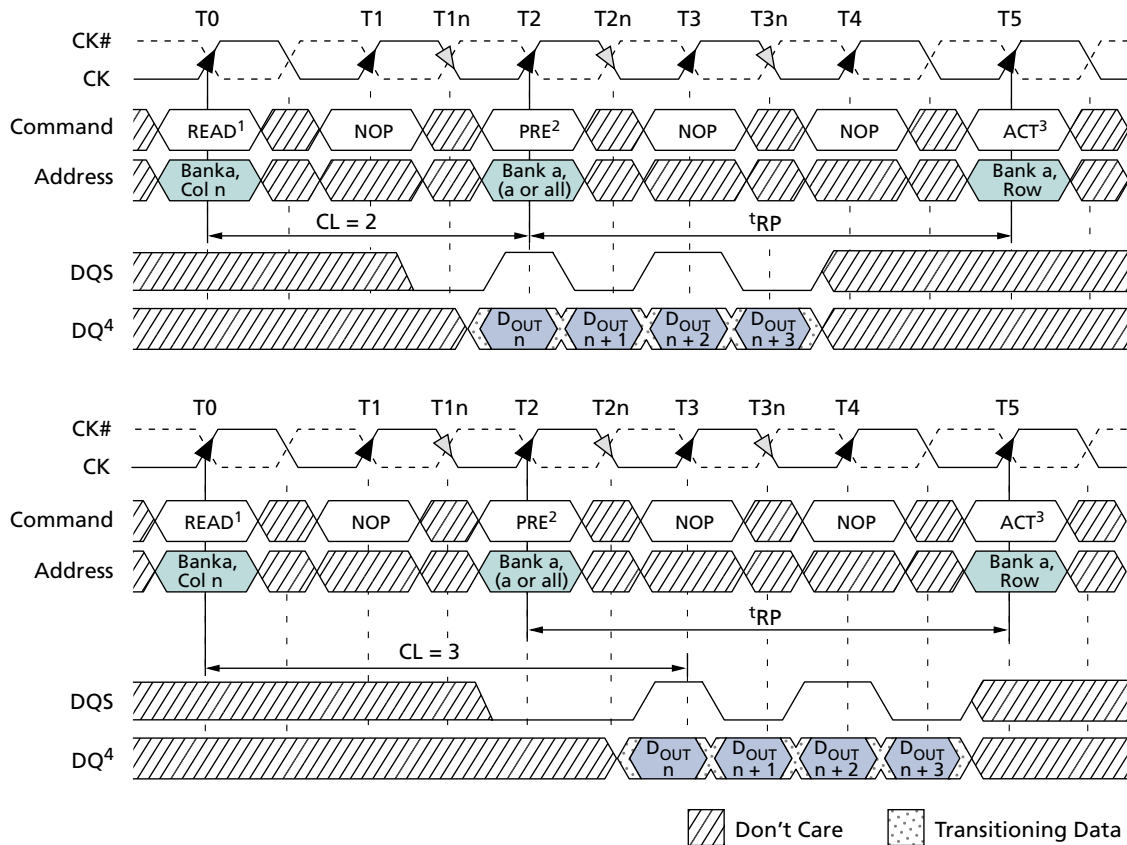 T0 T1 T1n T2 T2n T3 T3n T4 T5
CK#
CK
Command READ¹ NOP PRE² NOP NOP ACT³
Address Banka, Bank a, Bank a,
Col n (a or all) Row
CL = 2 ᵗRP
DQS
DQ⁴ DOUT DOUT DOUT DOUT
n n + 1 n + 2 n + 3
T0 T1 T1n T2 T2n T3 T3n T4 T5
CK#
CK
Command READ¹ NOP PRE² NOP NOP ACT³
Address Banka, Bank a, Bank a,
Col n (a or all) Row
ᵗRP
CL = 3
DQS
DQ⁴ DOUT DOUT DOUT DOUT
n n + 1 n + 2 n + 3
Don't Care Transitioning Data